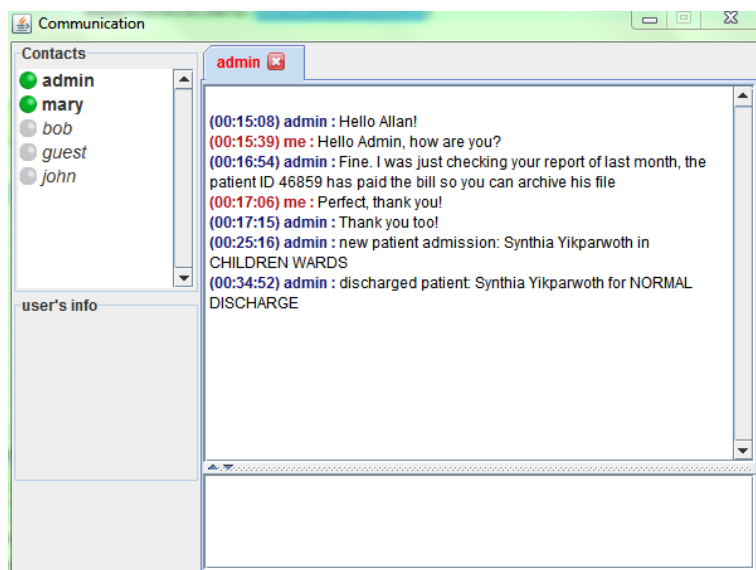 Communication
Contacts
admin
mary
bob
guest
john
user's info
admin
(00:15:08) admin : Hello Allan!
(00:15:39) me : Hello Admin, how are you?
(00:16:54) admin : Fine. I was just checking your report of last month, the
patient ID 46859 has paid the bill so you can archive his file
(00:17:06) me : Perfect, thank you!
(00:17:15) admin : Thank you too!
(00:25:16) admin : new patient admission: Synthia Yikparwoth in
CHILDREN WARDS
(00:34:52) admin : discharged patient: Synthia Yikparwoth for NORMAL
DISCHARGE